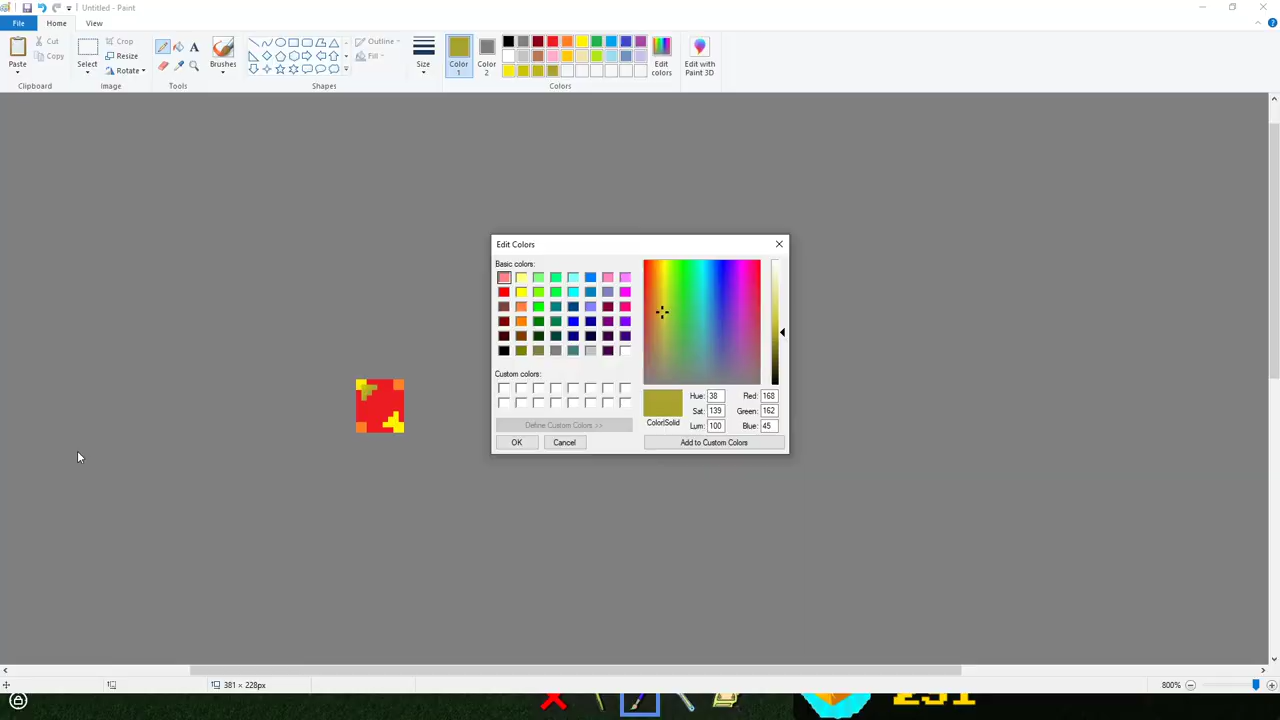 Untitled - Paint
File Home View
Paste
Cut
Copy
Clipboard
Select
Crop
Resize
Rotate
Image
A
Tools
Brushes
Outline
Fill
Shapes
Size
Color 1
Color 2
Edit colors
Colors
Edit with Paint 3D
Edit Colors
Basic colors:
Custom colors:
Define Custom Colors >>
OK Cancel
Color|Solid
Hue: 38 Red: 168
Sat: 139 Green: 162
Lum: 100 Blue: 45
Add to Custom Colors
381 × 228px
800%